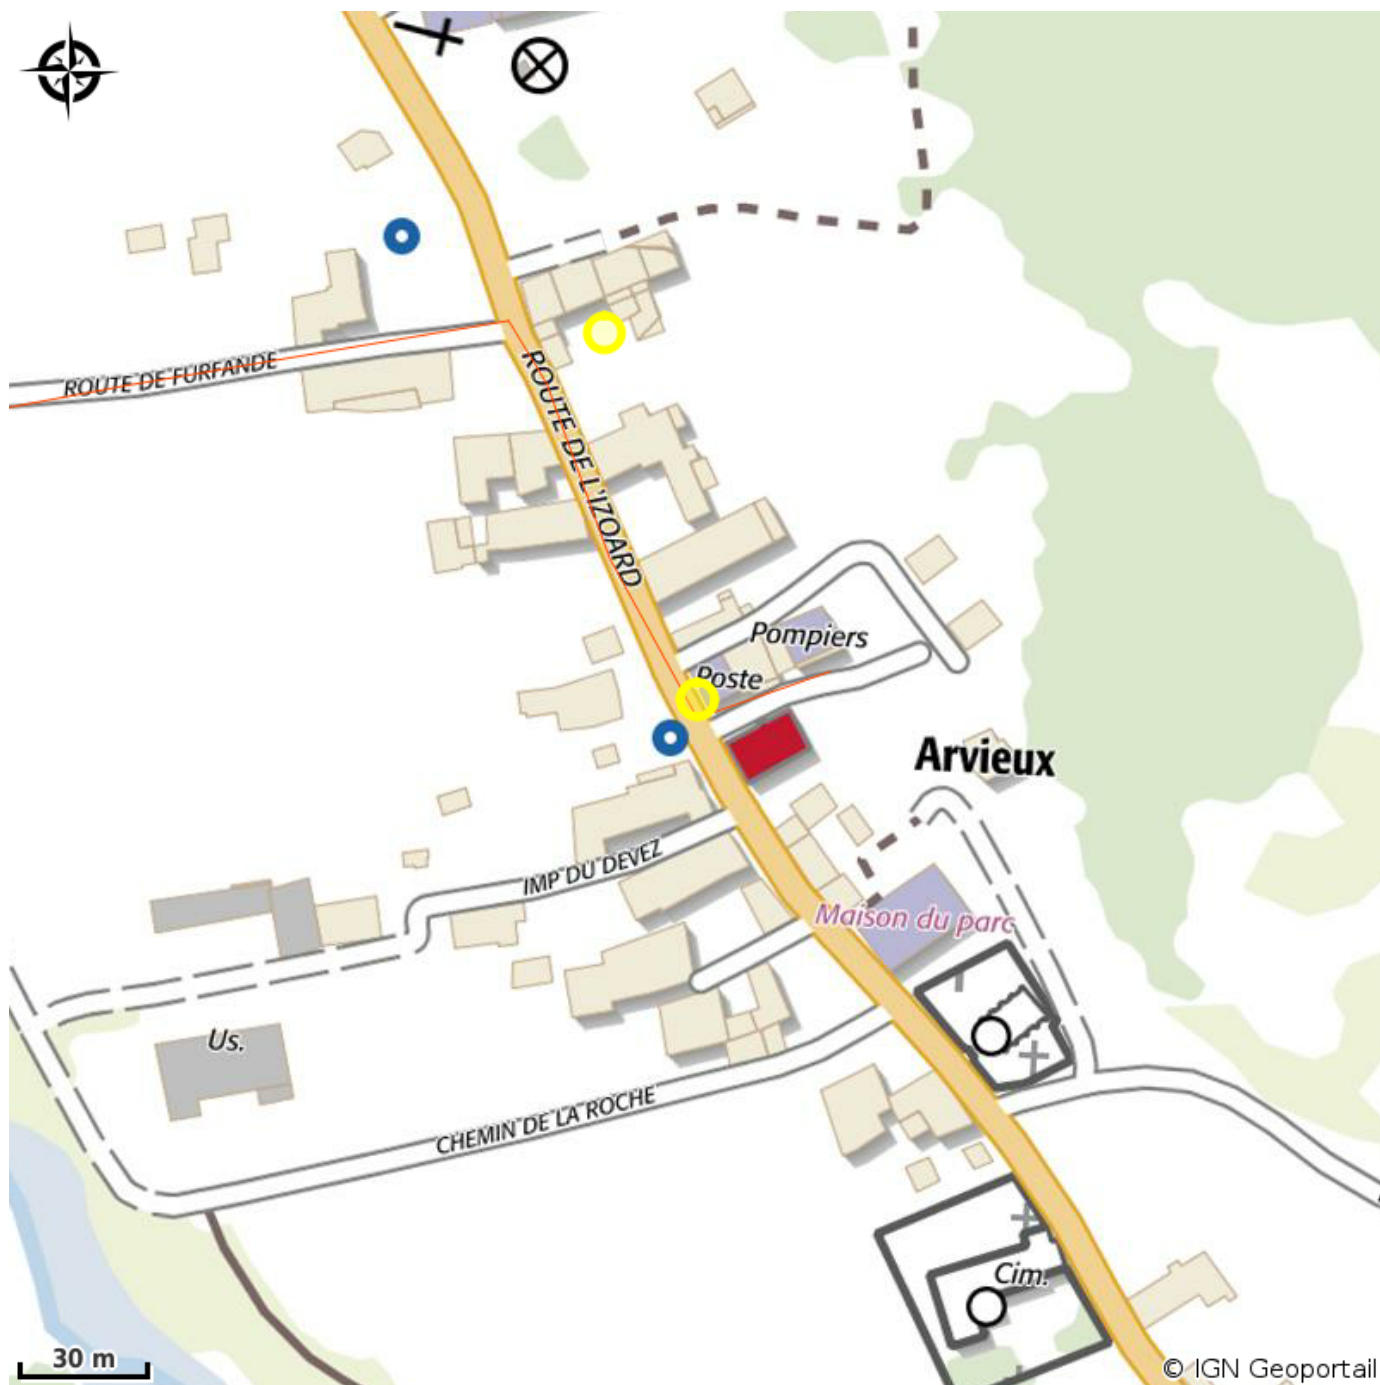 ROUTE DE FURFANDE
ROUTE DE L'IZOARD
Pompiers
Poste
Arvieux
IMP DU DEVEZ
Maison du parc
Us.
CHEMIN DE LA ROCHE
Cim.
30 m
© IGN Geoportail